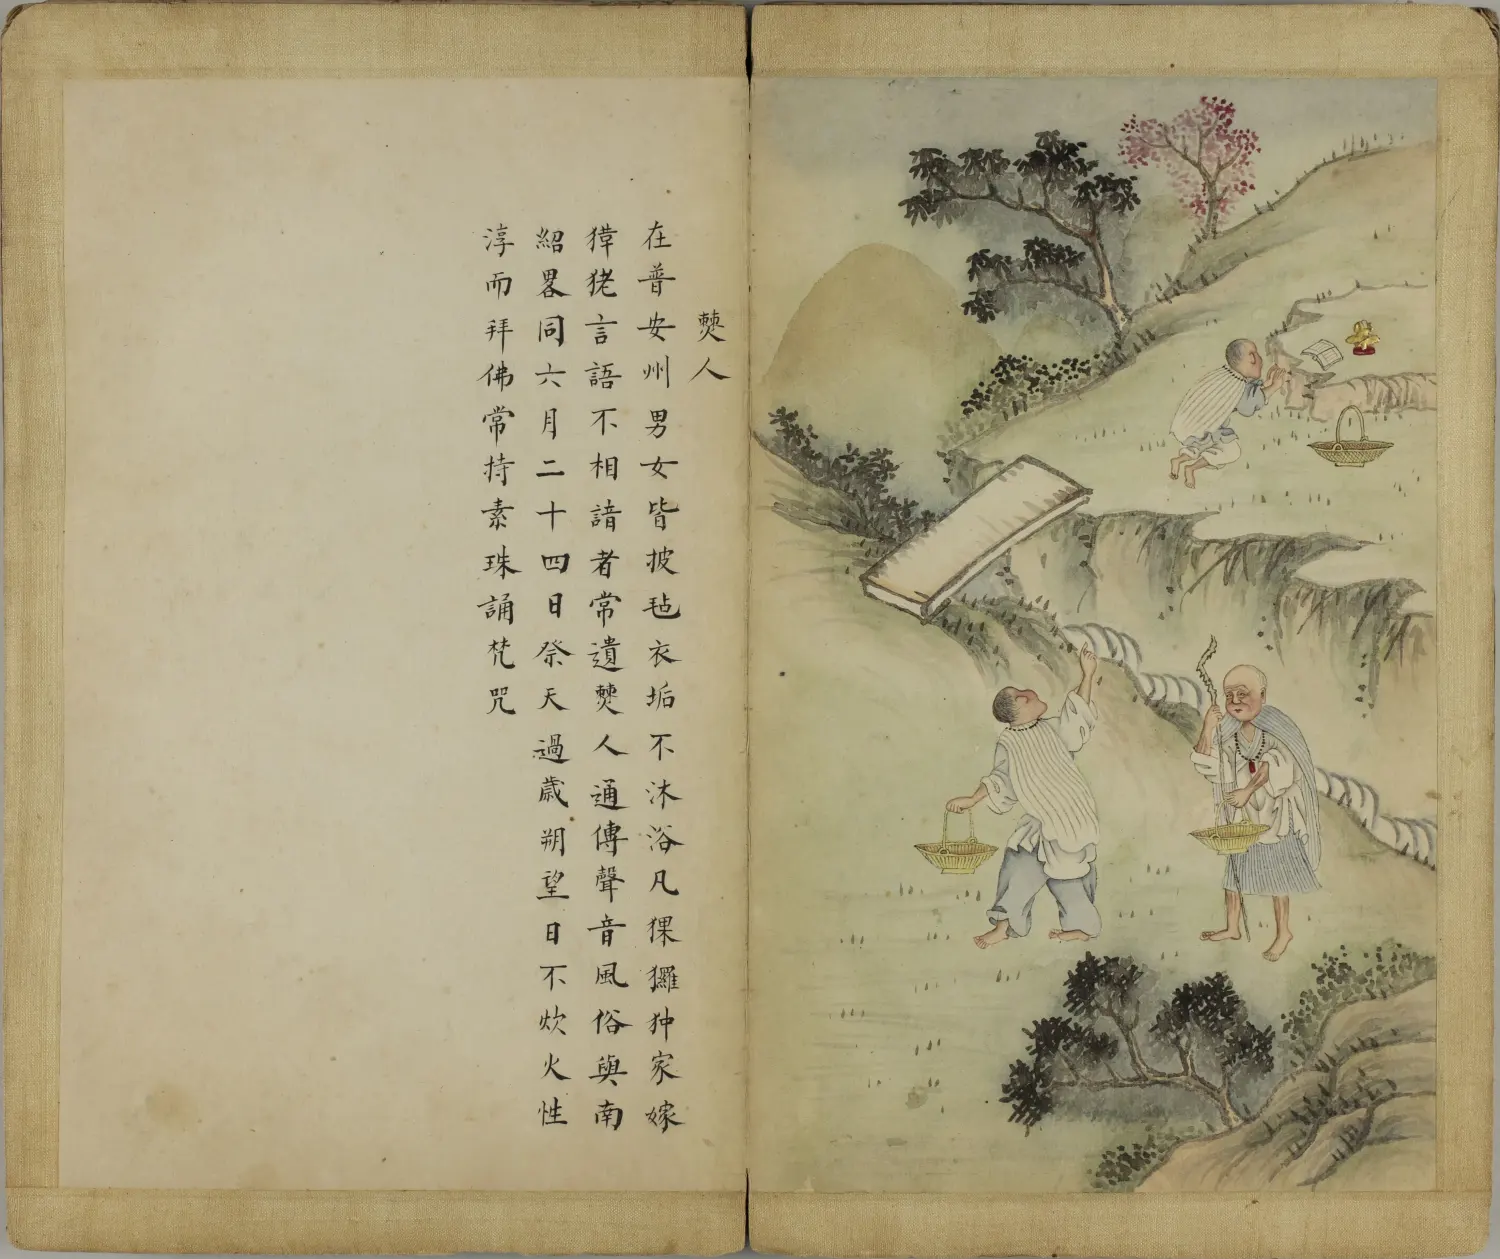 僰人
在普安州男女皆披毡衣垢不沐浴凡猓玀狆家嫁
犵狫言語不相諳者常遺僰人通傳聲音風俗與南
紹畧同六月二十四日祭天過歳朔望日不炊火性
淳而拜佛常持素珠誦梵咒